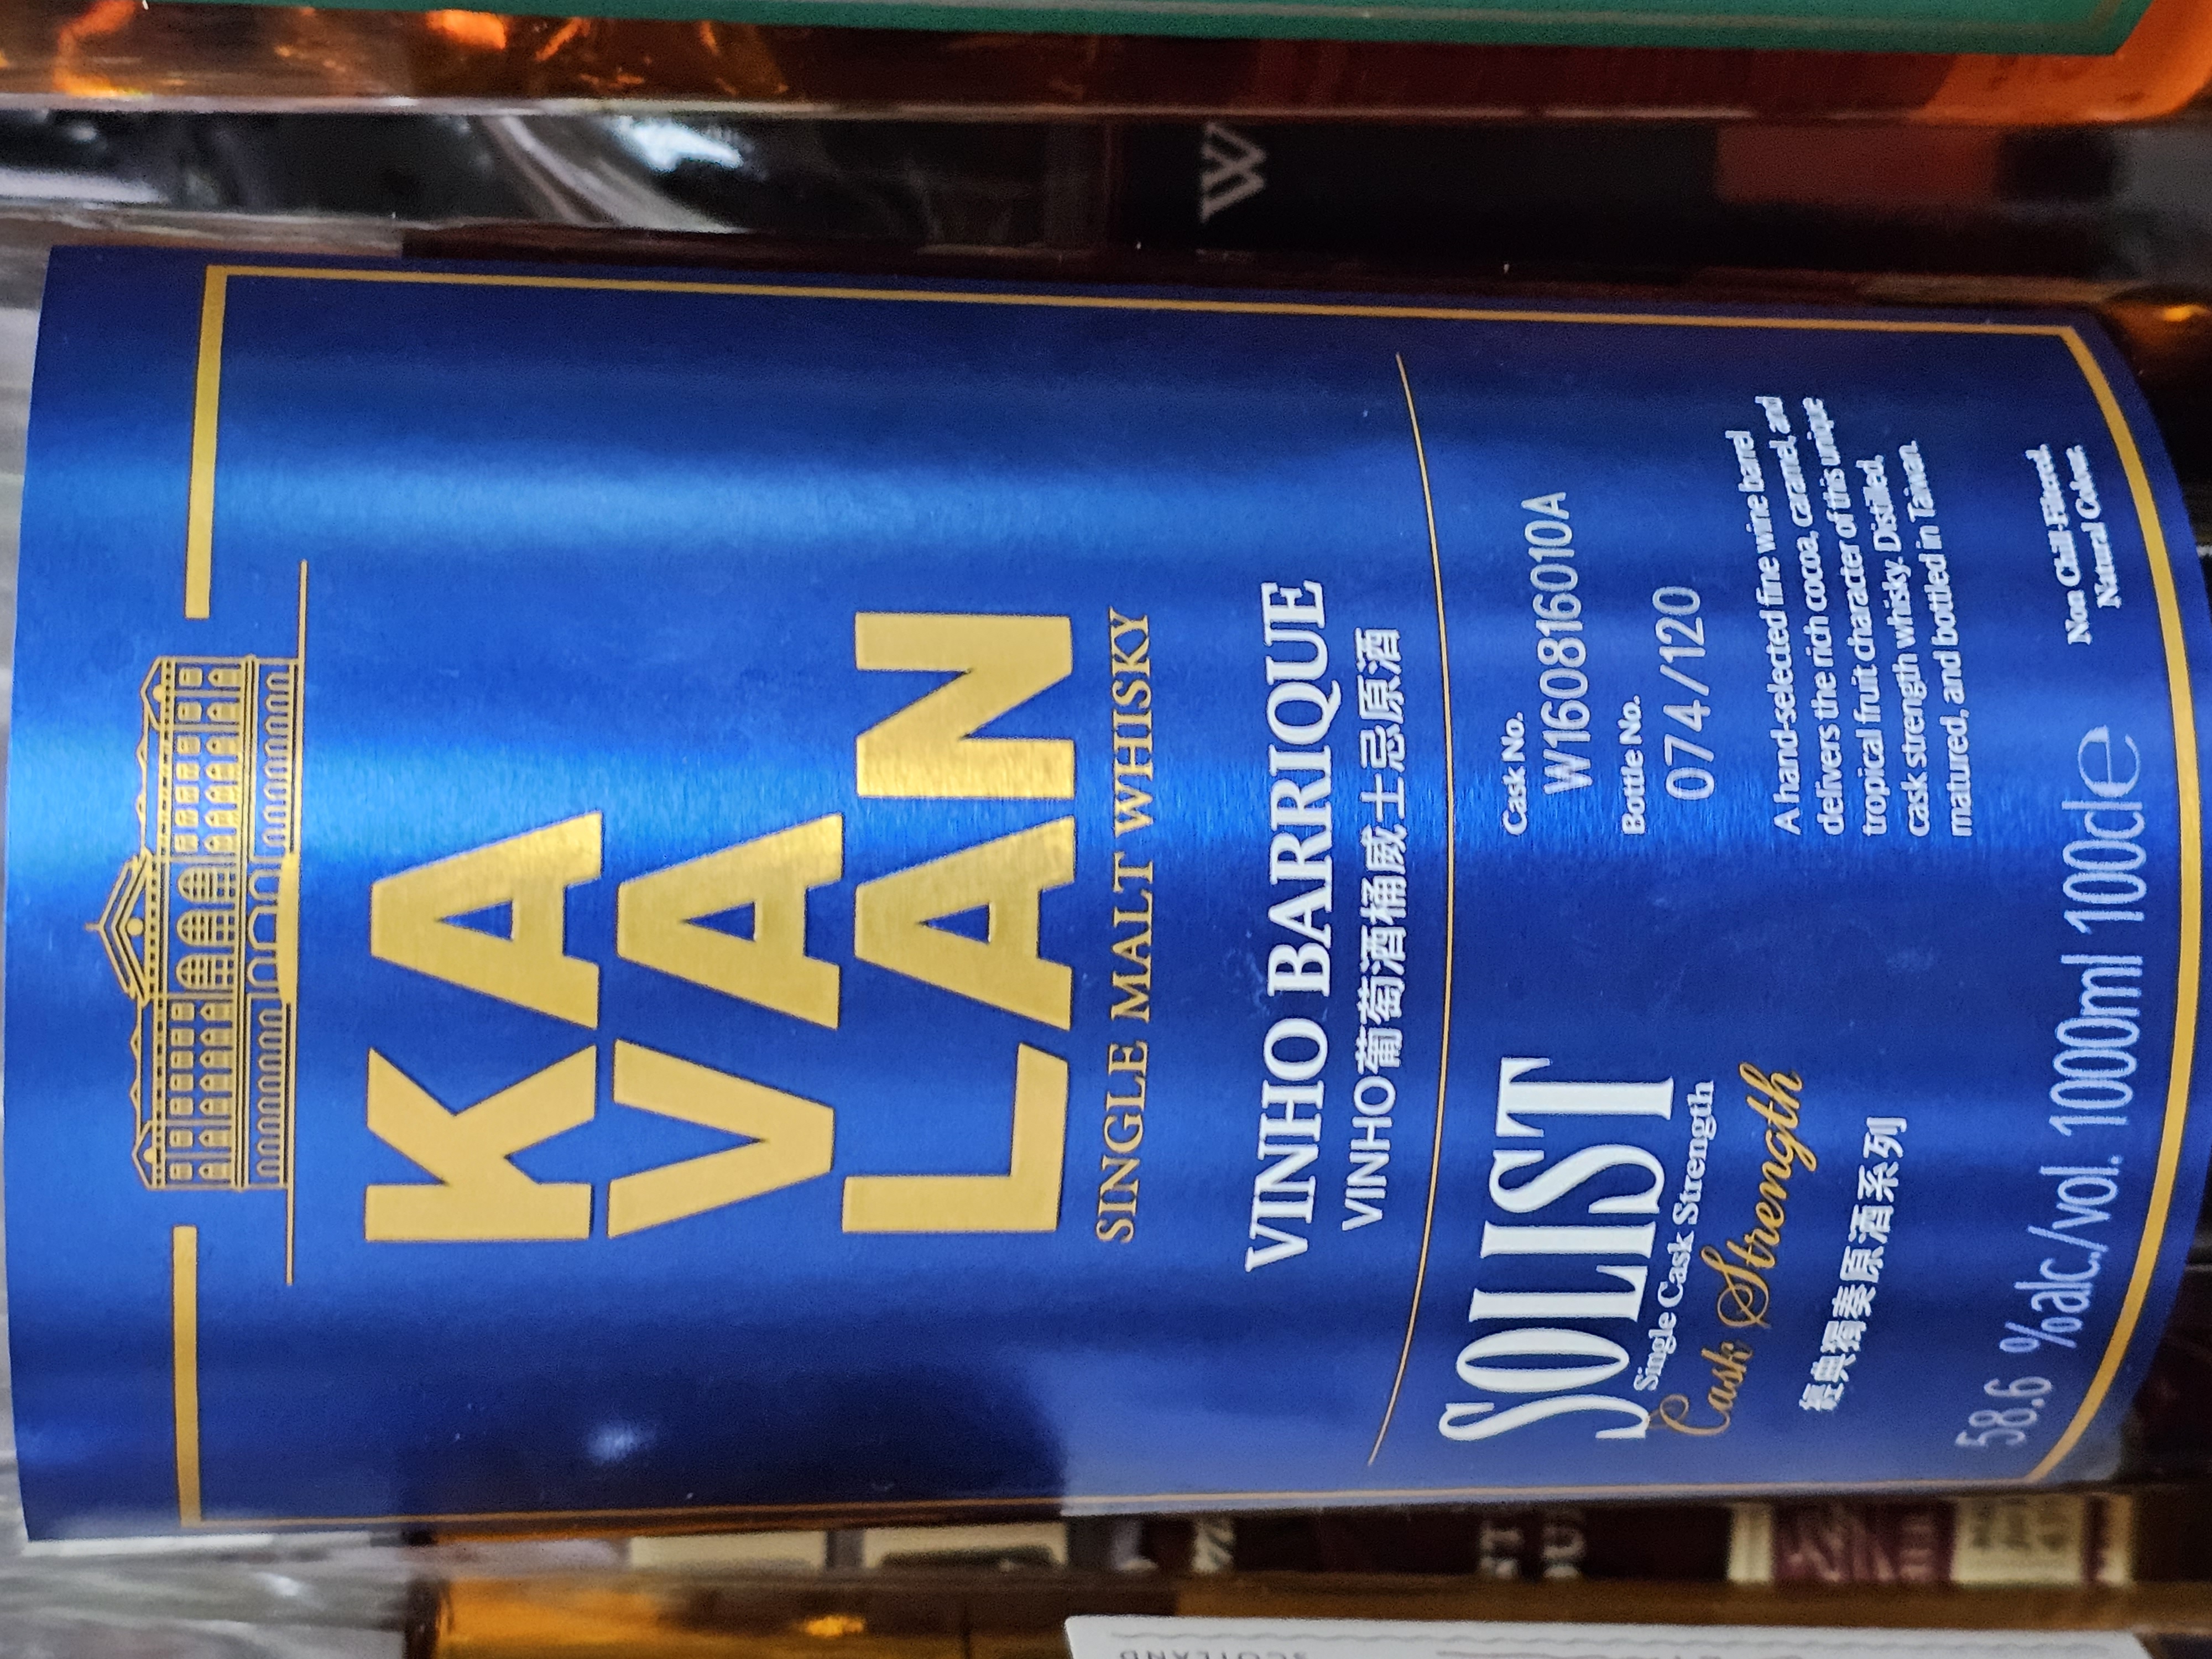 KA
VA
LAN
SINGLE MALT WHISKY
VINHO BARRIQUE
VINHO葡萄酒桶威士忌原酒
SOLIST
Single Cask Strength
Cask Strength
經典獨奏原酒系列
Cask No.
W160816010A
Bottle No.
074/120
A hand-selected fine wine barrel
delivers the rich cocoa, caramel, and
tropical fruit character of this unique
cask strength whisky. Distilled,
matured, and bottled in Taiwan.
58.6 %alc./vol. 1000ml 100cl e
Non Chill-Filtered.
Natural Colour.
SCOTLAND
W